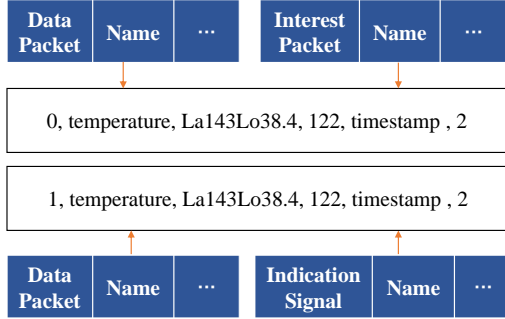 Data Packet Name ... Interest Packet Name ...
0, temperature, La143Lo38.4, 122, timestamp , 2
1, temperature, La143Lo38.4, 122, timestamp , 2
Data Packet Name ... Indication Signal Name ...